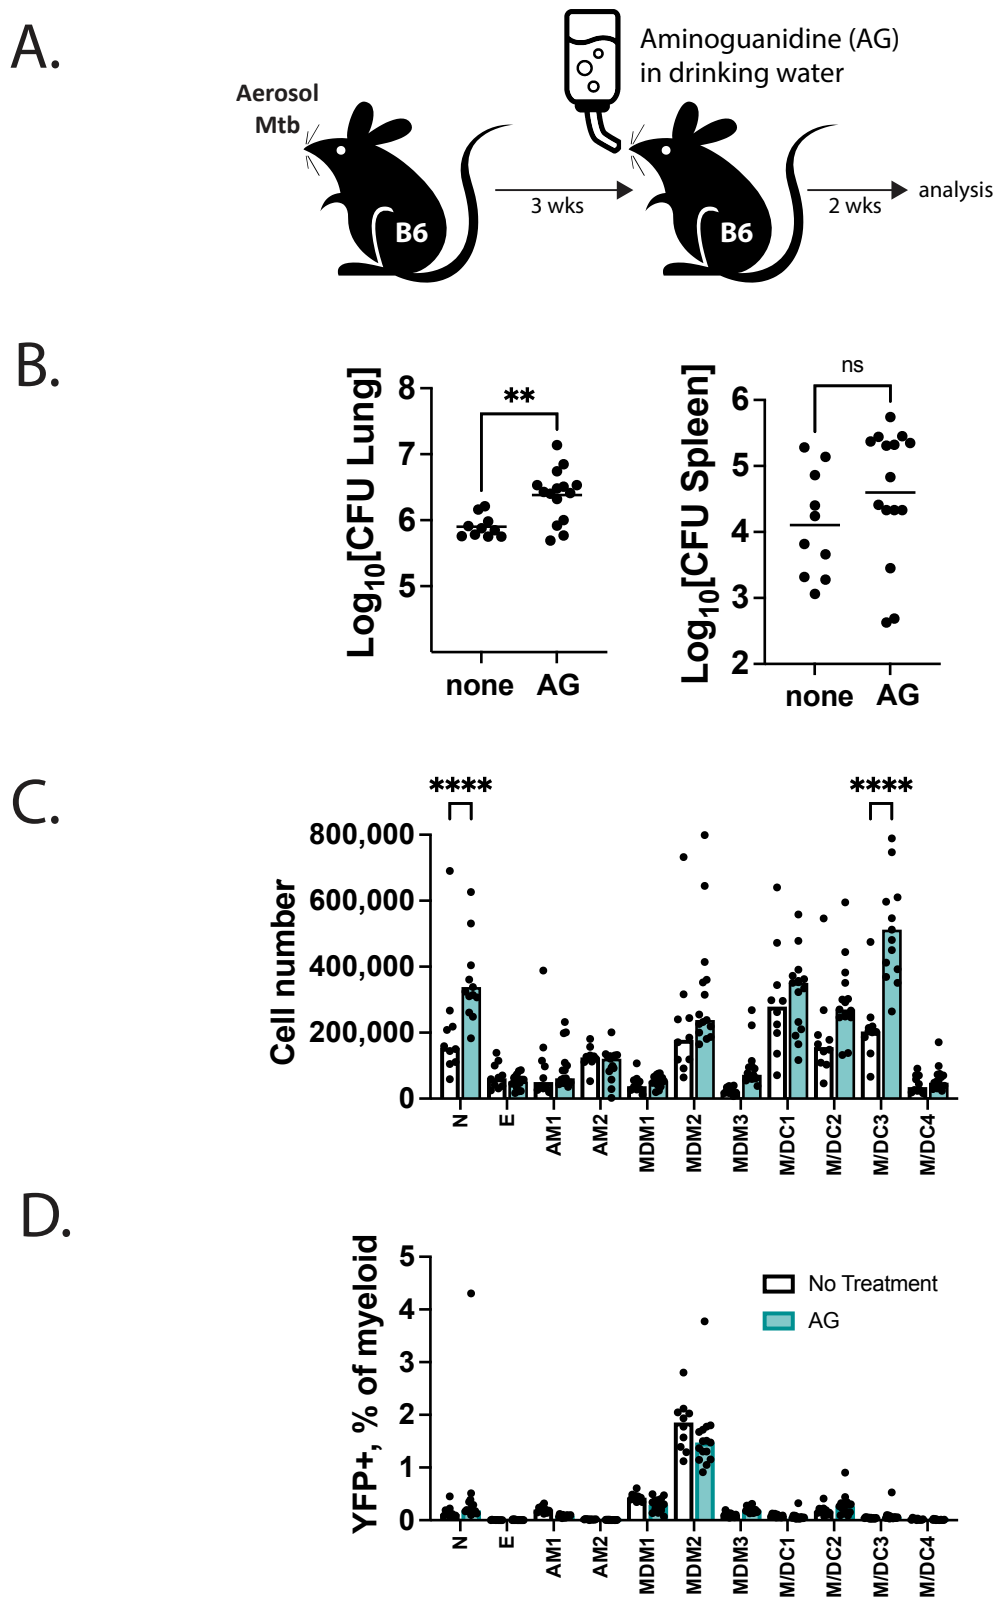 A.
Aerosol
Mtb
Aminoguanidine (AG)
in drinking water
B6
3 wks
B6
2 wks
analysis
B.
Log10[CFU Lung]
8
7
6
5
**
none AG
Log10[CFU Spleen]
6
5
4
3
2
ns
none AG
C.
Cell number
800,000
600,000
400,000
200,000
0
****
****
N E AM1 AM2 MDM1 MDM2 MDM3 M/DC1 M/DC2 M/DC3 M/DC4
D.
YFP+, % of myeloid
5
4
3
2
1
0
No Treatment
AG
N E AM1 AM2 MDM1 MDM2 MDM3 M/DC1 M/DC2 M/DC3 M/DC4